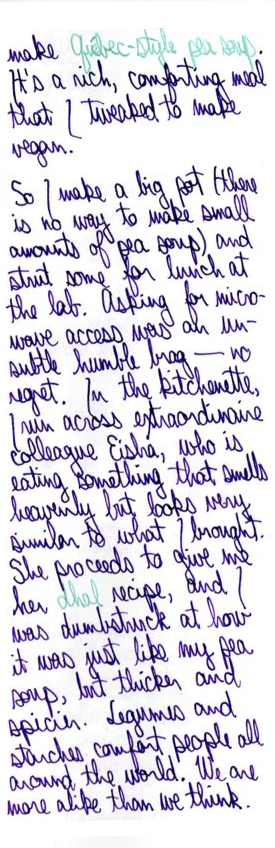 make Québec-style pea soup.
It's a rich, comforting meal
that I tweaked to make
vegan.
So I make a big pot (there
is no way to make small
amounts of pea soup) and
strut some for lunch at
the lab. Asking for micro-
wave access was an un-
subtle humble brag — no
regret. In the kitchenette,
I run across extraordinaire
colleague Eisha, who is
eating something that smells
heavenly but looks very
similar to what I brought.
She proceeds to give me
her dhal recipe, and I
was dumbstruck at how
it was just like my pea
soup, but thicker and
spicier. Legumes and
starches comfort people all
around the world. We are
more alike than we think.